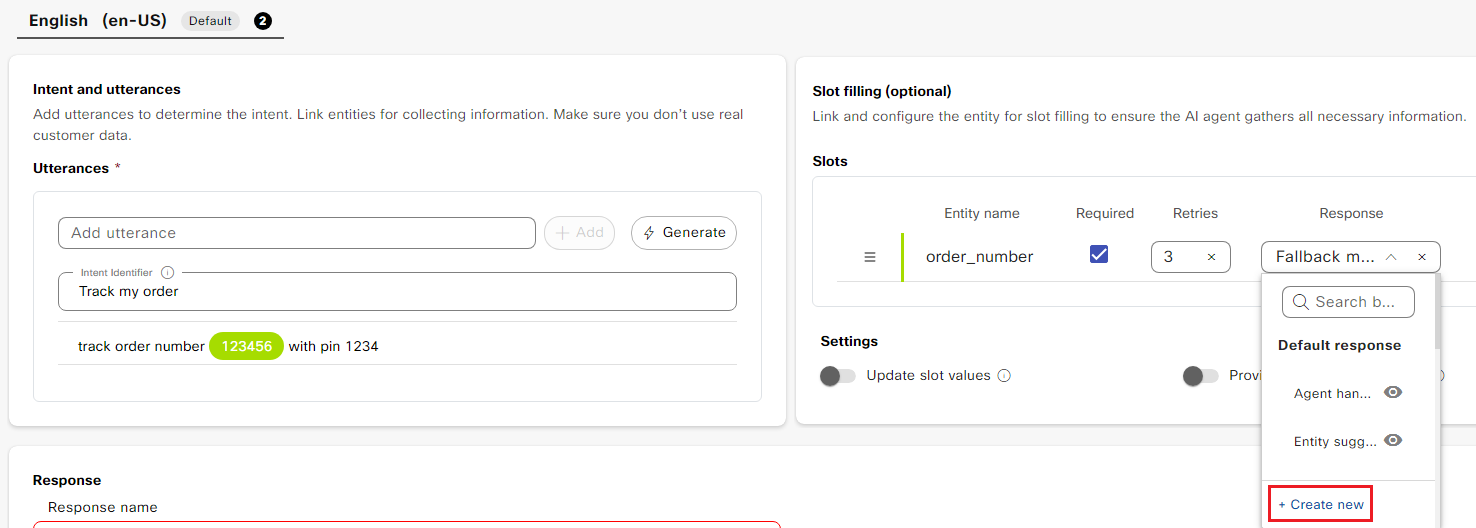 English (en-US) Default 2
Intent and utterances
Add utterances to determine the intent. Link entities for collecting information. Make sure you don't use real
customer data.
Utterances *
Add utterance
+ Add
Generate
Intent Identifier
Track my order
track order number 123456 with pin 1234
Slot filling (optional)
Link and configure the entity for slot filling to ensure the AI agent gathers all necessary information.
Slots
Entity name Required Retries Response
order_number 3 × Fallback m... ×
Search b...
Default response
Agent han...
Entity sugg...
+ Create new
Settings
Update slot values
Provi
Response
Response name